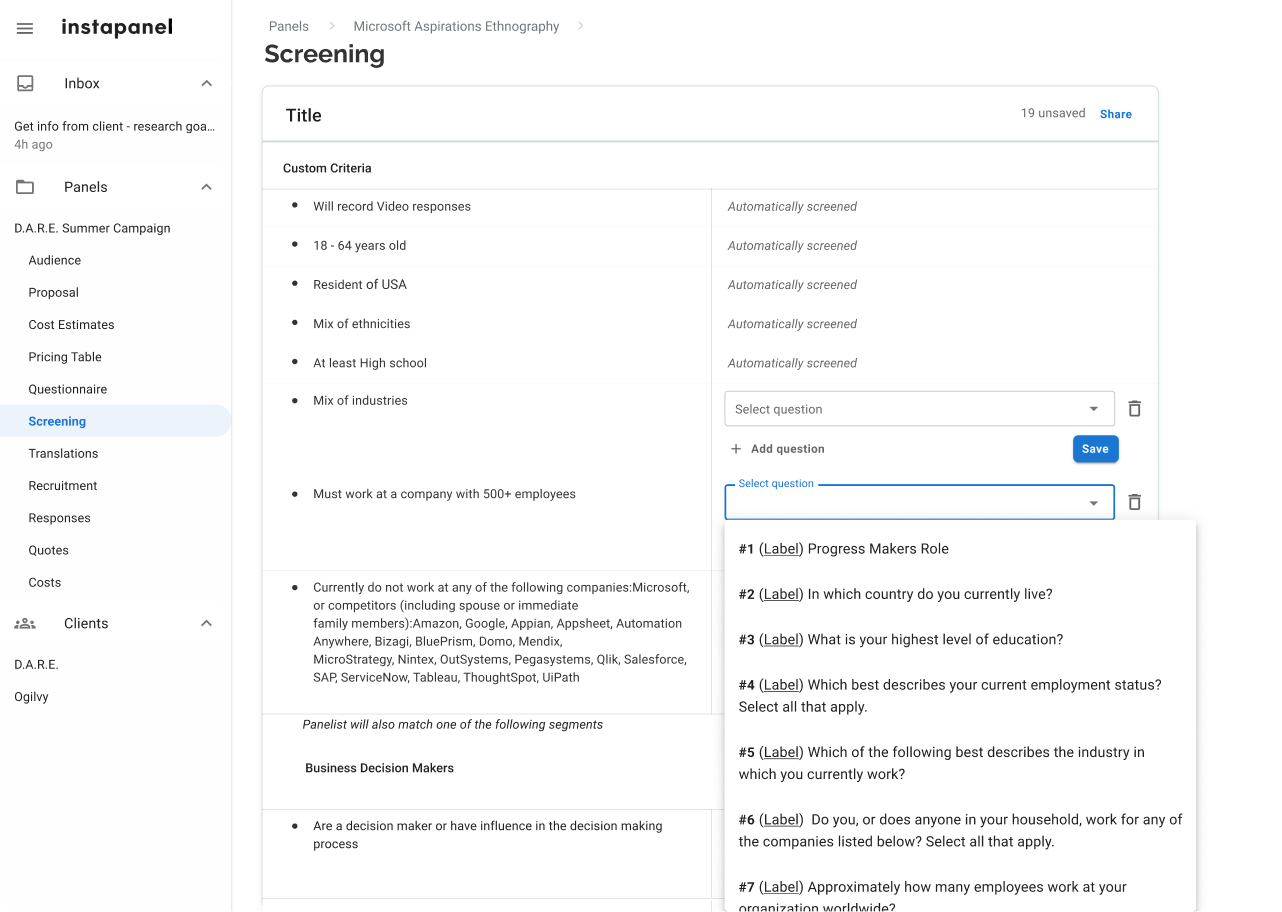 instapanel
Inbox
Get info from client - research goa...
4h ago
Panels
D.A.R.E. Summer Campaign
Audience
Proposal
Cost Estimates
Pricing Table
Questionnaire
Screening
Translations
Recruitment
Responses
Quotes
Costs
Clients
D.A.R.E.
Ogilvy
Panels > Microsoft Aspirations Ethnography >
Screening
Title
19 unsaved Share
Custom Criteria
Will record Video responses
Automatically screened
18 - 64 years old
Automatically screened
Resident of USA
Automatically screened
Mix of ethnicities
Automatically screened
At least High school
Automatically screened
Mix of industries
Select question
+ Add question
Save
Must work at a company with 500+ employees
Select question
#1 (Label) Progress Makers Role
#2 (Label) In which country do you currently live?
#3 (Label) What is your highest level of education?
#4 (Label) Which best describes your current employment status?
Select all that apply.
#5 (Label) Which of the following best describes the industry in
which you currently work?
#6 (Label) Do you, or does anyone in your household, work for any of
the companies listed below? Select all that apply.
#7 (Label) Approximately how many employees work at your
organization worldwide?
Currently do not work at any of the following companies:Microsoft,
or competitors (including spouse or immediate
family members):Amazon, Google, Appian, Appsheet, Automation
Anywhere, Bizagi, BluePrism, Domo, Mendix,
MicroStrategy, Nintex, OutSystems, Pegasystems, Qlik, Salesforce,
SAP, ServiceNow, Tableau, ThoughtSpot, UiPath
Panelist will also match one of the following segments
Business Decision Makers
Are a decision maker or have influence in the decision making
process